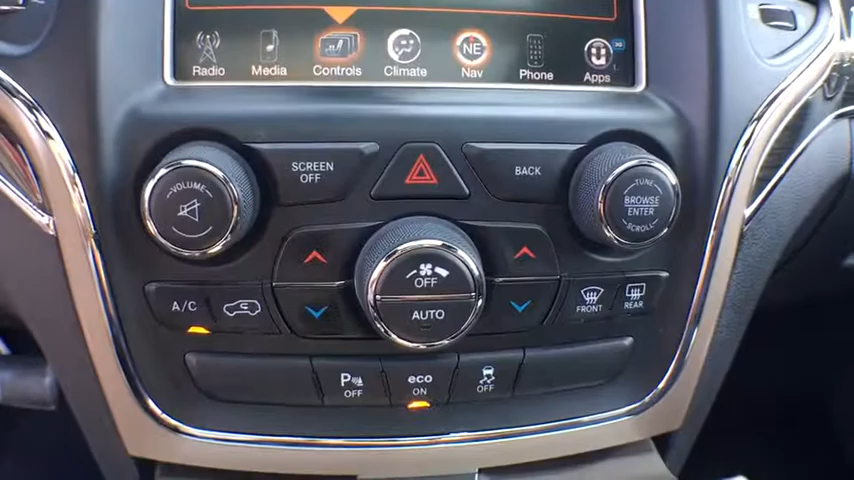 NE
Radio Media Controls Climate Nav Phone Apps
VOLUME
SCREEN
OFF
BACK
TUNE
BROWSE
ENTER
SCROLL
OFF
AUTO
A/C
FRONT
REAR
P OFF
eco
ON
OFF